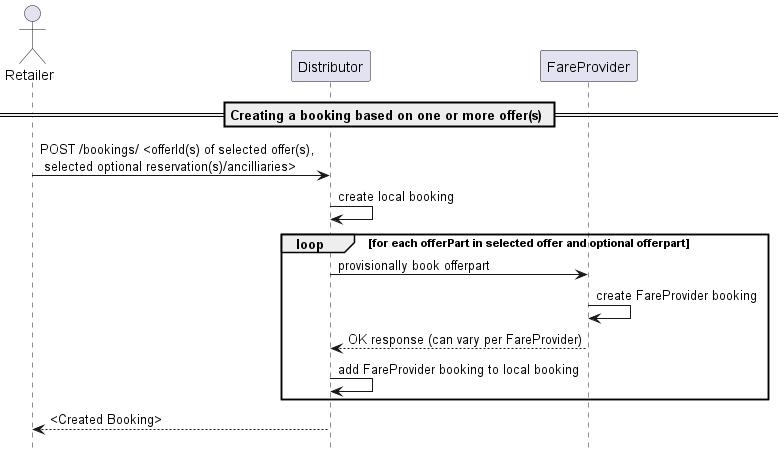 Retailer
Distributor
FareProvider
Creating a booking based on one or more offer(s)
POST /bookings/ <offerId(s) of selected offer(s),
selected optional reservation(s)/ancilliaries>
create local booking
loop
[for each offerPart in selected offer and optional offerpart]
provisionally book offerpart
create FareProvider booking
OK response (can vary per FareProvider)
add FareProvider booking to local booking
<Created Booking>